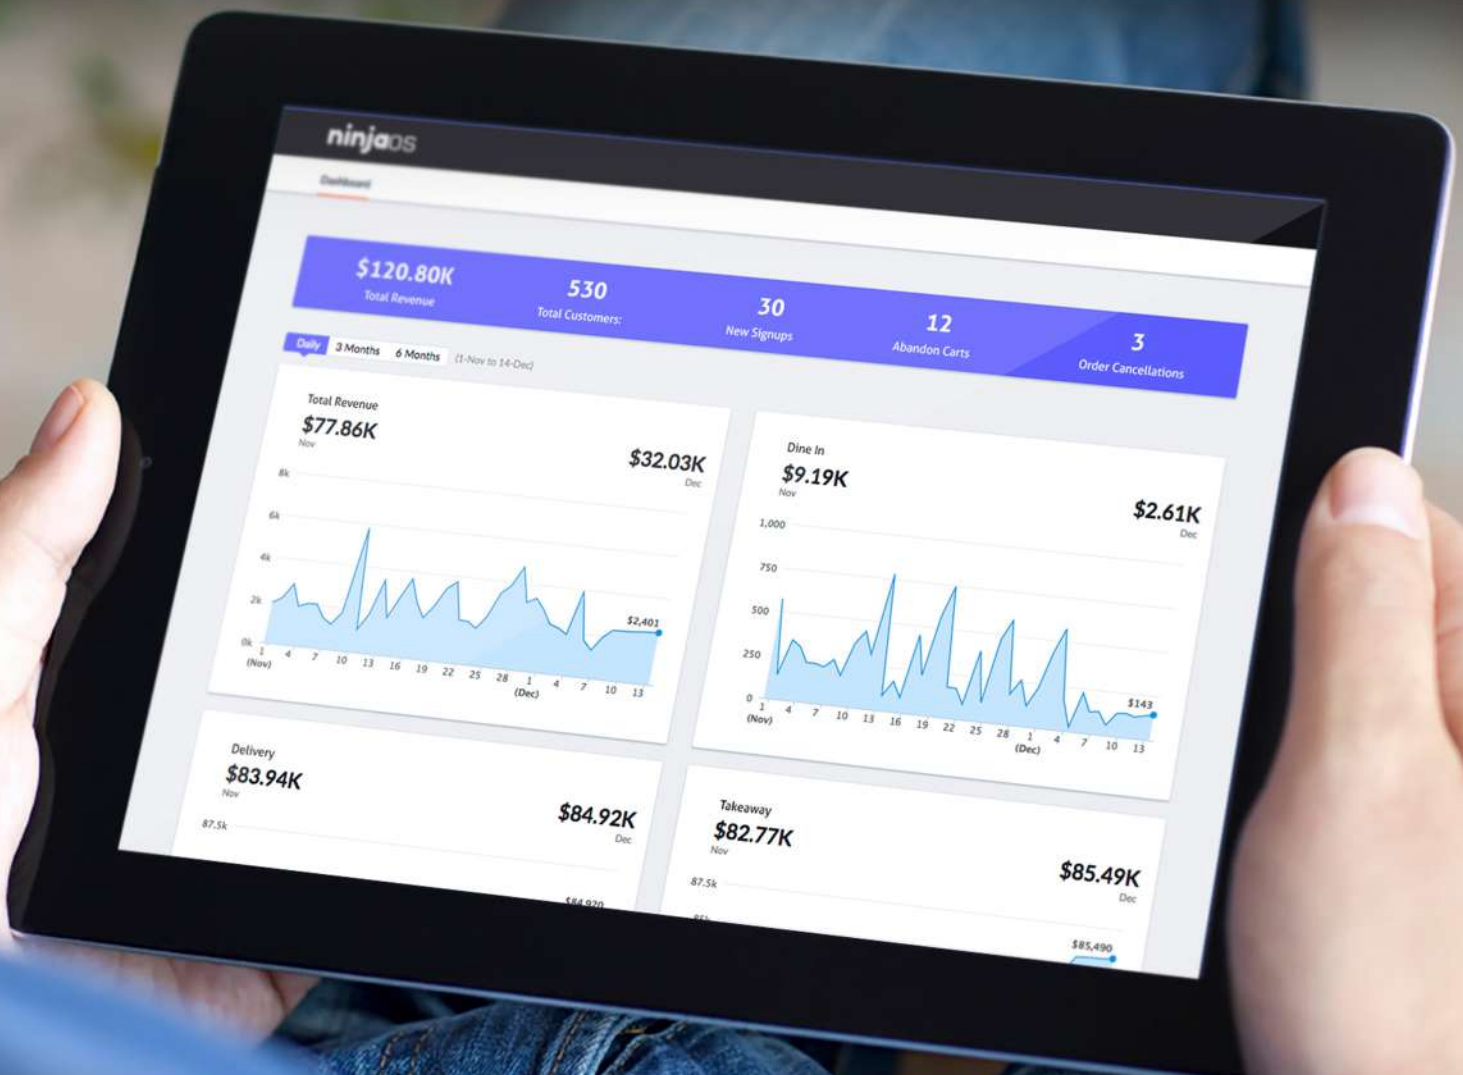 ninjaos
Dashboard
$120.80K
Total Revenue
530
Total Customers:
30
New Signups
12
Abandon Carts
3
Order Cancellations
Daily 3 Months 6 Months (1-Nov to 14-Dec)
Total Revenue
$77.86K
Nov
$32.03K
Dec
8k
6k
4k
2k
0k
$2,401
1 4 7 10 13 16 19 22 25 28 1 4 7 10 13
(Nov) (Dec)
Dine In
$9.19K
Nov
$2.61K
Dec
1,000
750
500
250
0
$143
1 4 7 10 13 16 19 22 25 28 1 4 7 10 13
(Nov) (Dec)
Delivery
$83.94K
Nov
$84.92K
Dec
87.5k
$84,920
Takeaway
$82.77K
Nov
$85.49K
Dec
87.5k
85k
$85,490